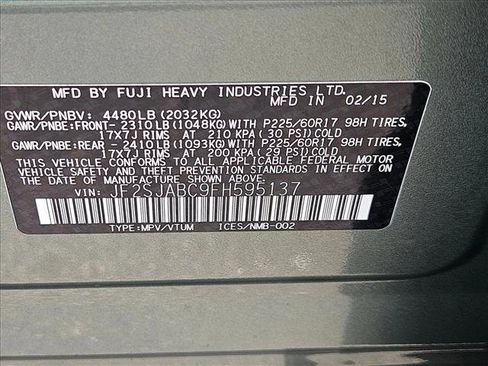 MFD BY FUJI HEAVY INDUSTRIES LTD.
MFD IN 02/15
GVWR/PNBV: 4480LB (2032KG)
GAWR/PNBE: FRONT- 2310LB (1048KG) WITH P225/60R17 98H TIRES,
17X7J RIMS AT 210 KPA (30 PSI) COLD
GAWR/PNBE: REAR - 2410LB (1093KG) WITH P225/60R17 98H TIRES,
17X7J RIMS AT 200 KPA (29 PSI) COLD
THIS VEHICLE CONFORMS TO ALL APPLICABLE FEDERAL MOTOR
VEHICLE SAFETY AND THEFT PREVENTION STANDARDS
IN EFFECT ON THE DATE OF MANUFACTURE SHOWN ABOVE.
VIN: JF2SJABC9FH595137
TYPE:MPV/VTUM ICES/NMB-002